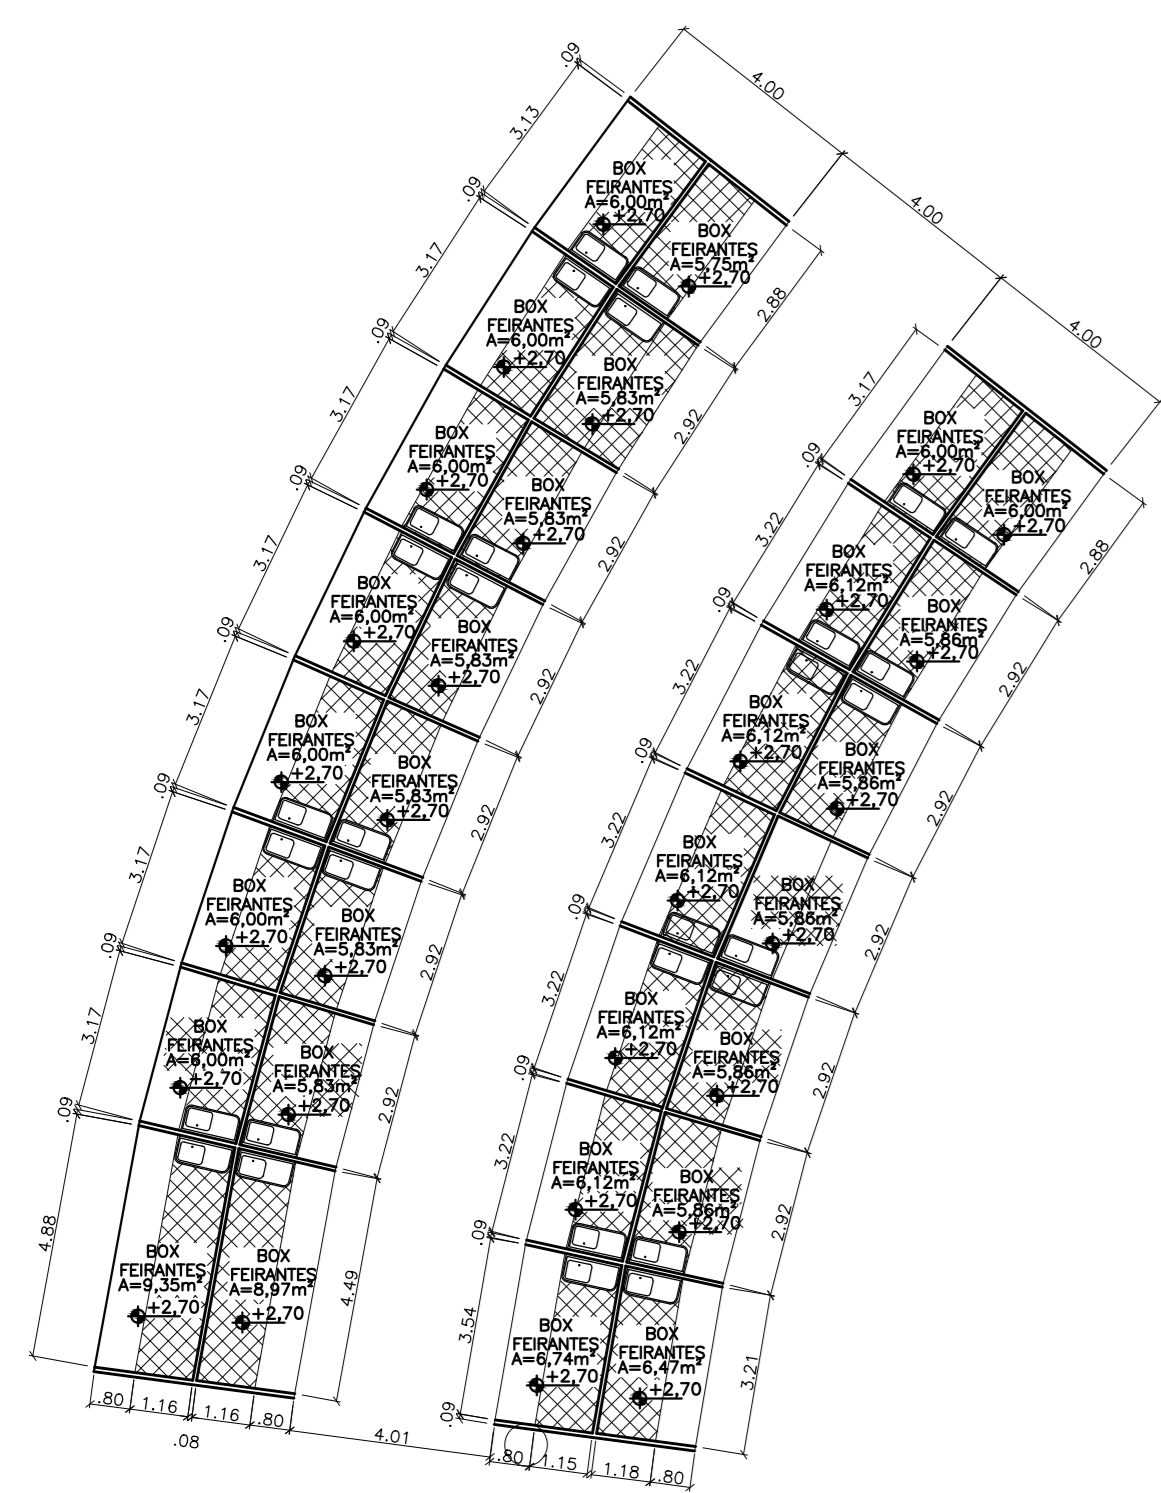 .09
4.00
3.13
BOX
FEIRANTES
A=6,00m²
+2,70
.09
BOX
FEIRANTES
A=5,75m²
+2,70
4.00
3.17
2.88
BOX
FEIRANTES
A=6,00m²
+2,70
.09
BOX
FEIRANTES
A=5,83m²
+2,70
4.00
3.17
2.92
BOX
FEIRANTES
A=6,00m²
+2,70
.09
BOX
FEIRANTES
A=5,83m²
+2,70
3.17
2.92
BOX
FEIRANTES
A=6,00m²
+2,70
.09
BOX
FEIRANTES
A=5,83m²
+2,70
3.17
2.92
BOX
FEIRANTES
A=6,00m²
+2,70
.09
BOX
FEIRANTES
A=5,83m²
+2,70
3.17
2.92
BOX
FEIRANTES
A=6,00m²
+2,70
.09
BOX
FEIRANTES
A=5,83m²
+2,70
3.17
2.92
BOX
FEIRANTES
A=6,00m²
+2,70
.09
BOX
FEIRANTES
A=5,83m²
+2,70
2.92
4.88
BOX
FEIRANTES
A=9,35m²
+2,70
BOX
FEIRANTES
A=8,97m²
+2,70
4.49
.80
1.16
1.16
.80
.08
4.01
3.17
BOX
FEIRANTES
A=6,00m²
+2,70
.09
BOX
FEIRANTES
A=6,00m²
+2,70
3.22
2.88
BOX
FEIRANTES
A=6,12m²
+2,70
.09
BOX
FEIRANTES
A=5,86m²
+2,70
3.22
2.92
BOX
FEIRANTES
A=6,12m²
+2,70
.09
BOX
FEIRANTES
A=5,86m²
+2,70
3.22
2.92
BOX
FEIRANTES
A=6,12m²
+2,70
.09
BOX
FEIRANTES
A=5,86m²
+2,70
3.22
2.92
BOX
FEIRANTES
A=6,12m²
+2,70
.09
BOX
FEIRANTES
A=5,86m²
+2,70
3.22
2.92
BOX
FEIRANTES
A=6,12m²
+2,70
.09
BOX
FEIRANTES
A=5,86m²
+2,70
2.92
3.54
BOX
FEIRANTES
A=6,74m²
+2,70
BOX
FEIRANTES
A=6,47m²
+2,70
3.21
.09
.80
1.15
1.18
.80